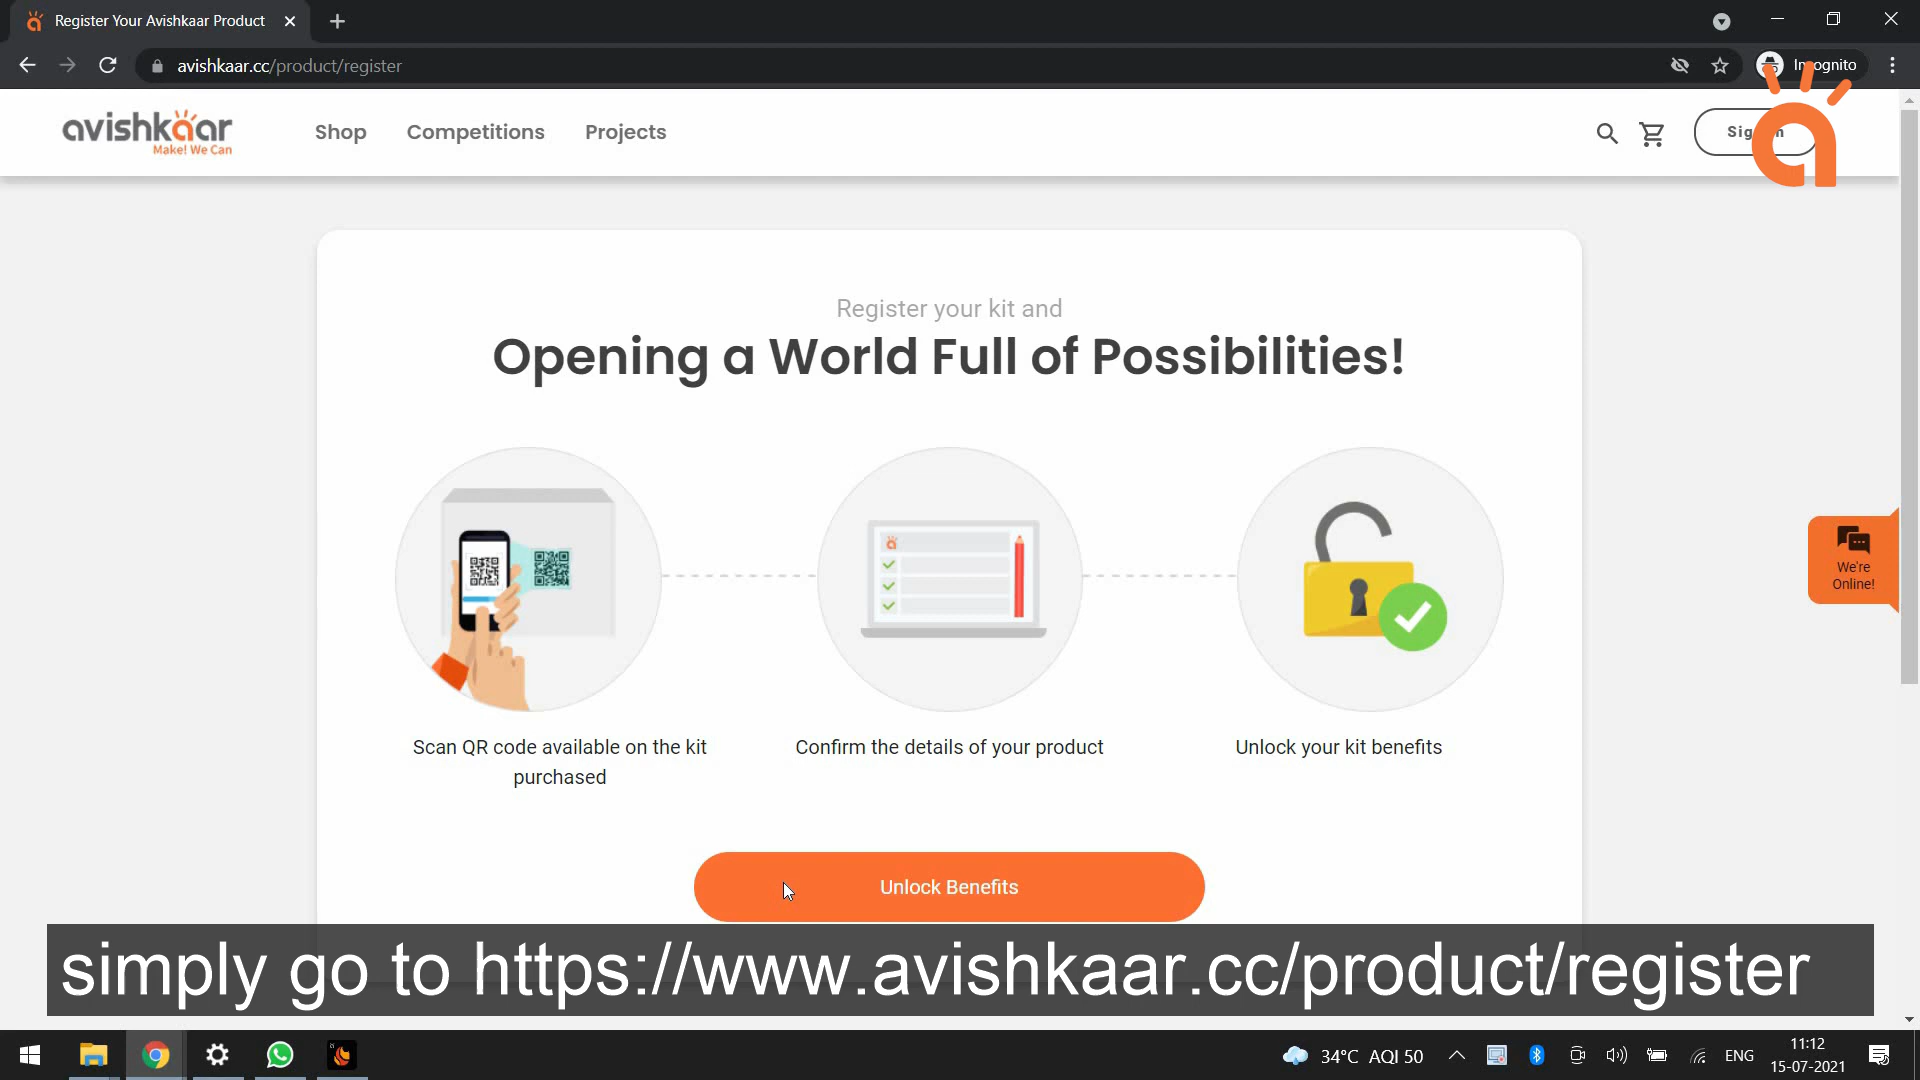 Register Your Avishkaar Product
avishkaar.cc/product/register
Incognito
avishkaar
Make! We Can
Shop
Competitions
Projects
Register your kit and
Opening a World Full of Possibilities!
We're
Online!
Scan QR code available on the kit
purchased
Confirm the details of your product
Unlock your kit benefits
Unlock Benefits
simply go to https://www.avishkaar.cc/product/register
34°C AQI 50
ENG
11:12
15-07-2021